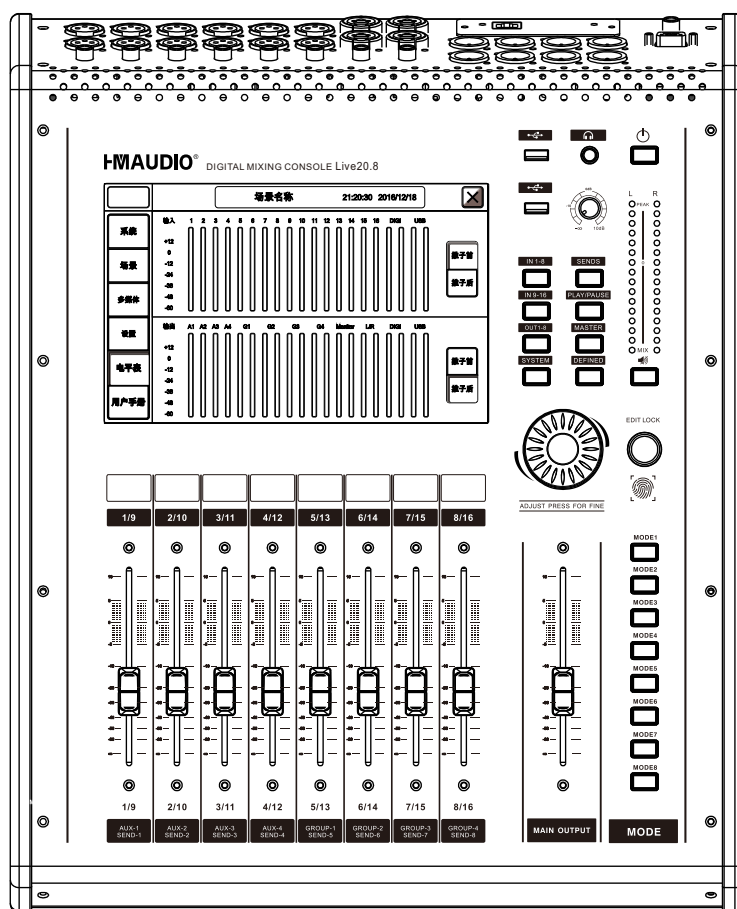 HMAUDIO® DIGITAL MIXING CONSOLE Live20.8
场景名称 21:20:30 2016/12/18
系统
场景
多媒体
设置
电平表
用户手册
输入 1 2 3 4 5 6 7 8 9 10 11 12 13 14 15 16 DIGI USB
+12
0
-12
-24
-36
-48
-60
推子前
推子后
输出 A1 A2 A3 A4 G1 G2 G3 G4 Monitor L/R DIGI USB
+12
0
-12
-24
-36
-48
-60
推子前
推子后
10dB
L R
PEAK
MIX
IN 1-8 SENDS
IN 9-16 PLAY/PAUSE
OUT1-8 MASTER
SYSTEM DEFINED
EDIT LOCK
ADJUST PRESS FOR FINE
1/9 2/10 3/11 4/12 5/13 6/14 7/15 8/16
MODE1
MODE2
MODE3
MODE4
MODE5
MODE6
MODE7
MODE8
1/9 2/10 3/11 4/12 5/13 6/14 7/15 8/16
AUX-1 AUX-2 AUX-3 AUX-4 GROUP-1 GROUP-2 GROUP-3 GROUP-4
SEND-1 SEND-2 SEND-3 SEND-4 SEND-5 SEND-6 SEND-7 SEND-8
MAIN OUTPUT
MODE